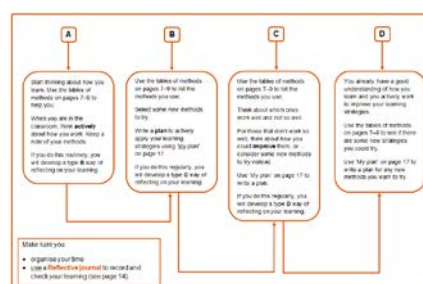 A
B
C
D
Start thinking about how you
learn. Use the tables of
methods on pages 7–9 to
help you.
When you are in the
classroom, think actively
about how you work. Keep a
note of your methods.
If you do this routinely, you
will develop a type B way of
reflecting on your learning.
Use the tables of methods
on pages 7–9 to list the
methods you use.
Select some new methods
to try.
Write a plan to actively
apply your learning
strategies using 'My plan'
on page 17.
If you do this regularly, you
will develop a type D way of
reflecting on your learning.
Use the tables of methods
on pages 7–9 to list the
methods you use.
Think about which ones
work well and not so well.
For those that don't work so
well, think about how you
could improve them, or
consider some new methods
to try instead.
Use 'My plan' on page 17 to
write a plan.
If you do this regularly, you
will develop a type D way of
reflecting on your learning.
You already have a good
understanding of how you
learn and you actively work
to improve your learning
strategies.
Use the tables of methods
on pages 7–9 to see if there
are some new strategies
you could try.
Use 'My plan' on page 17 to
write a plan for any new
methods you want to try.
Make sure you:
• organise your time
• use a Reflective journal to record and
check your learning (see page 14).